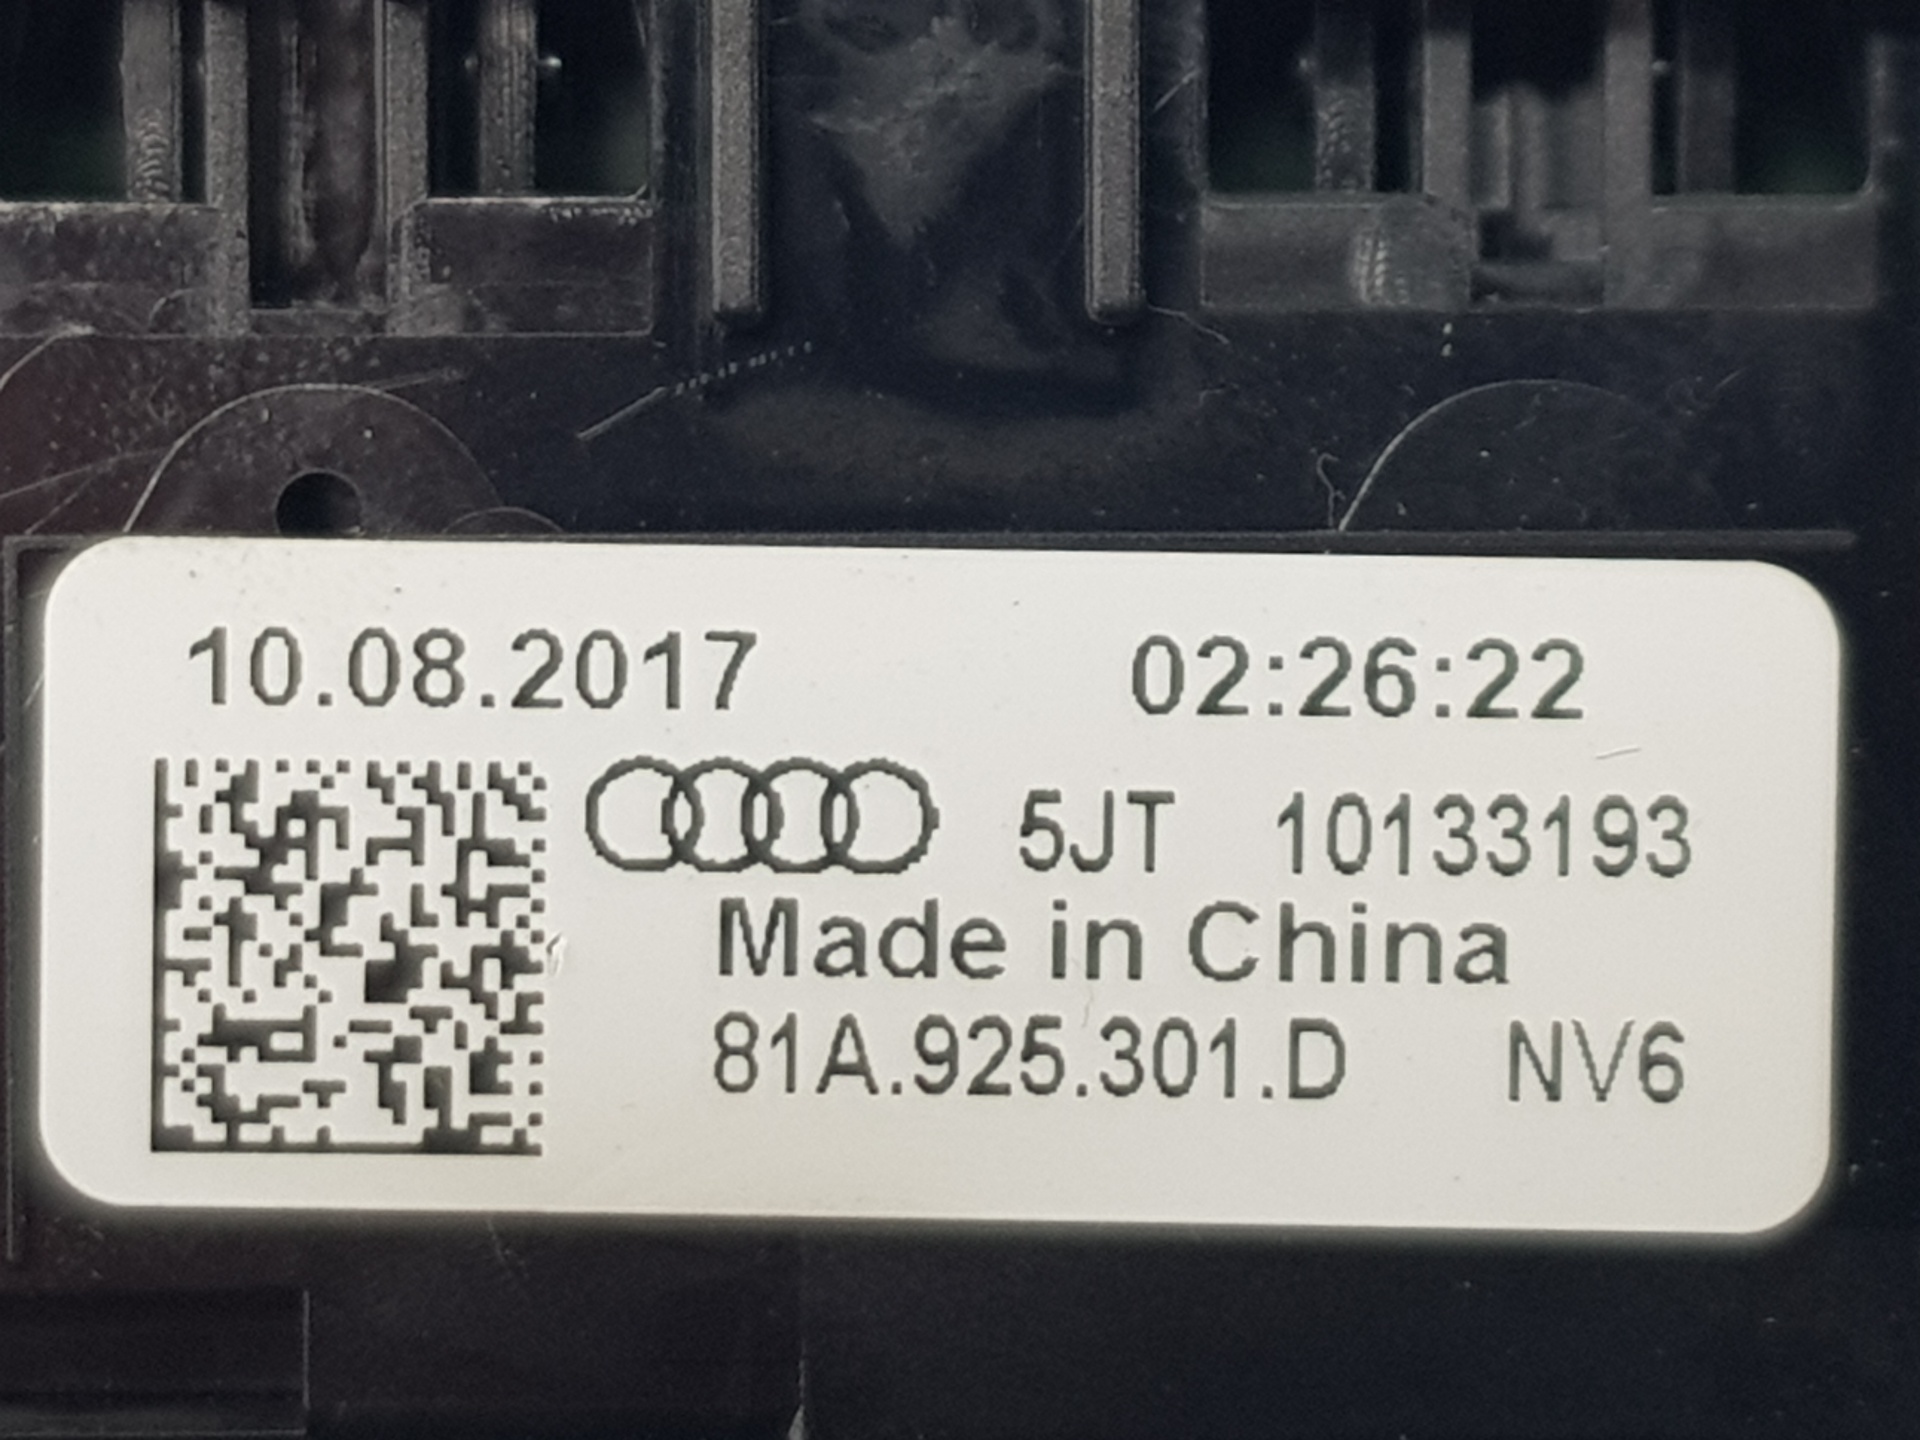 10.08.2017 02:26:22
5JT 10133193
Made in China
81A.925.301.D NV6